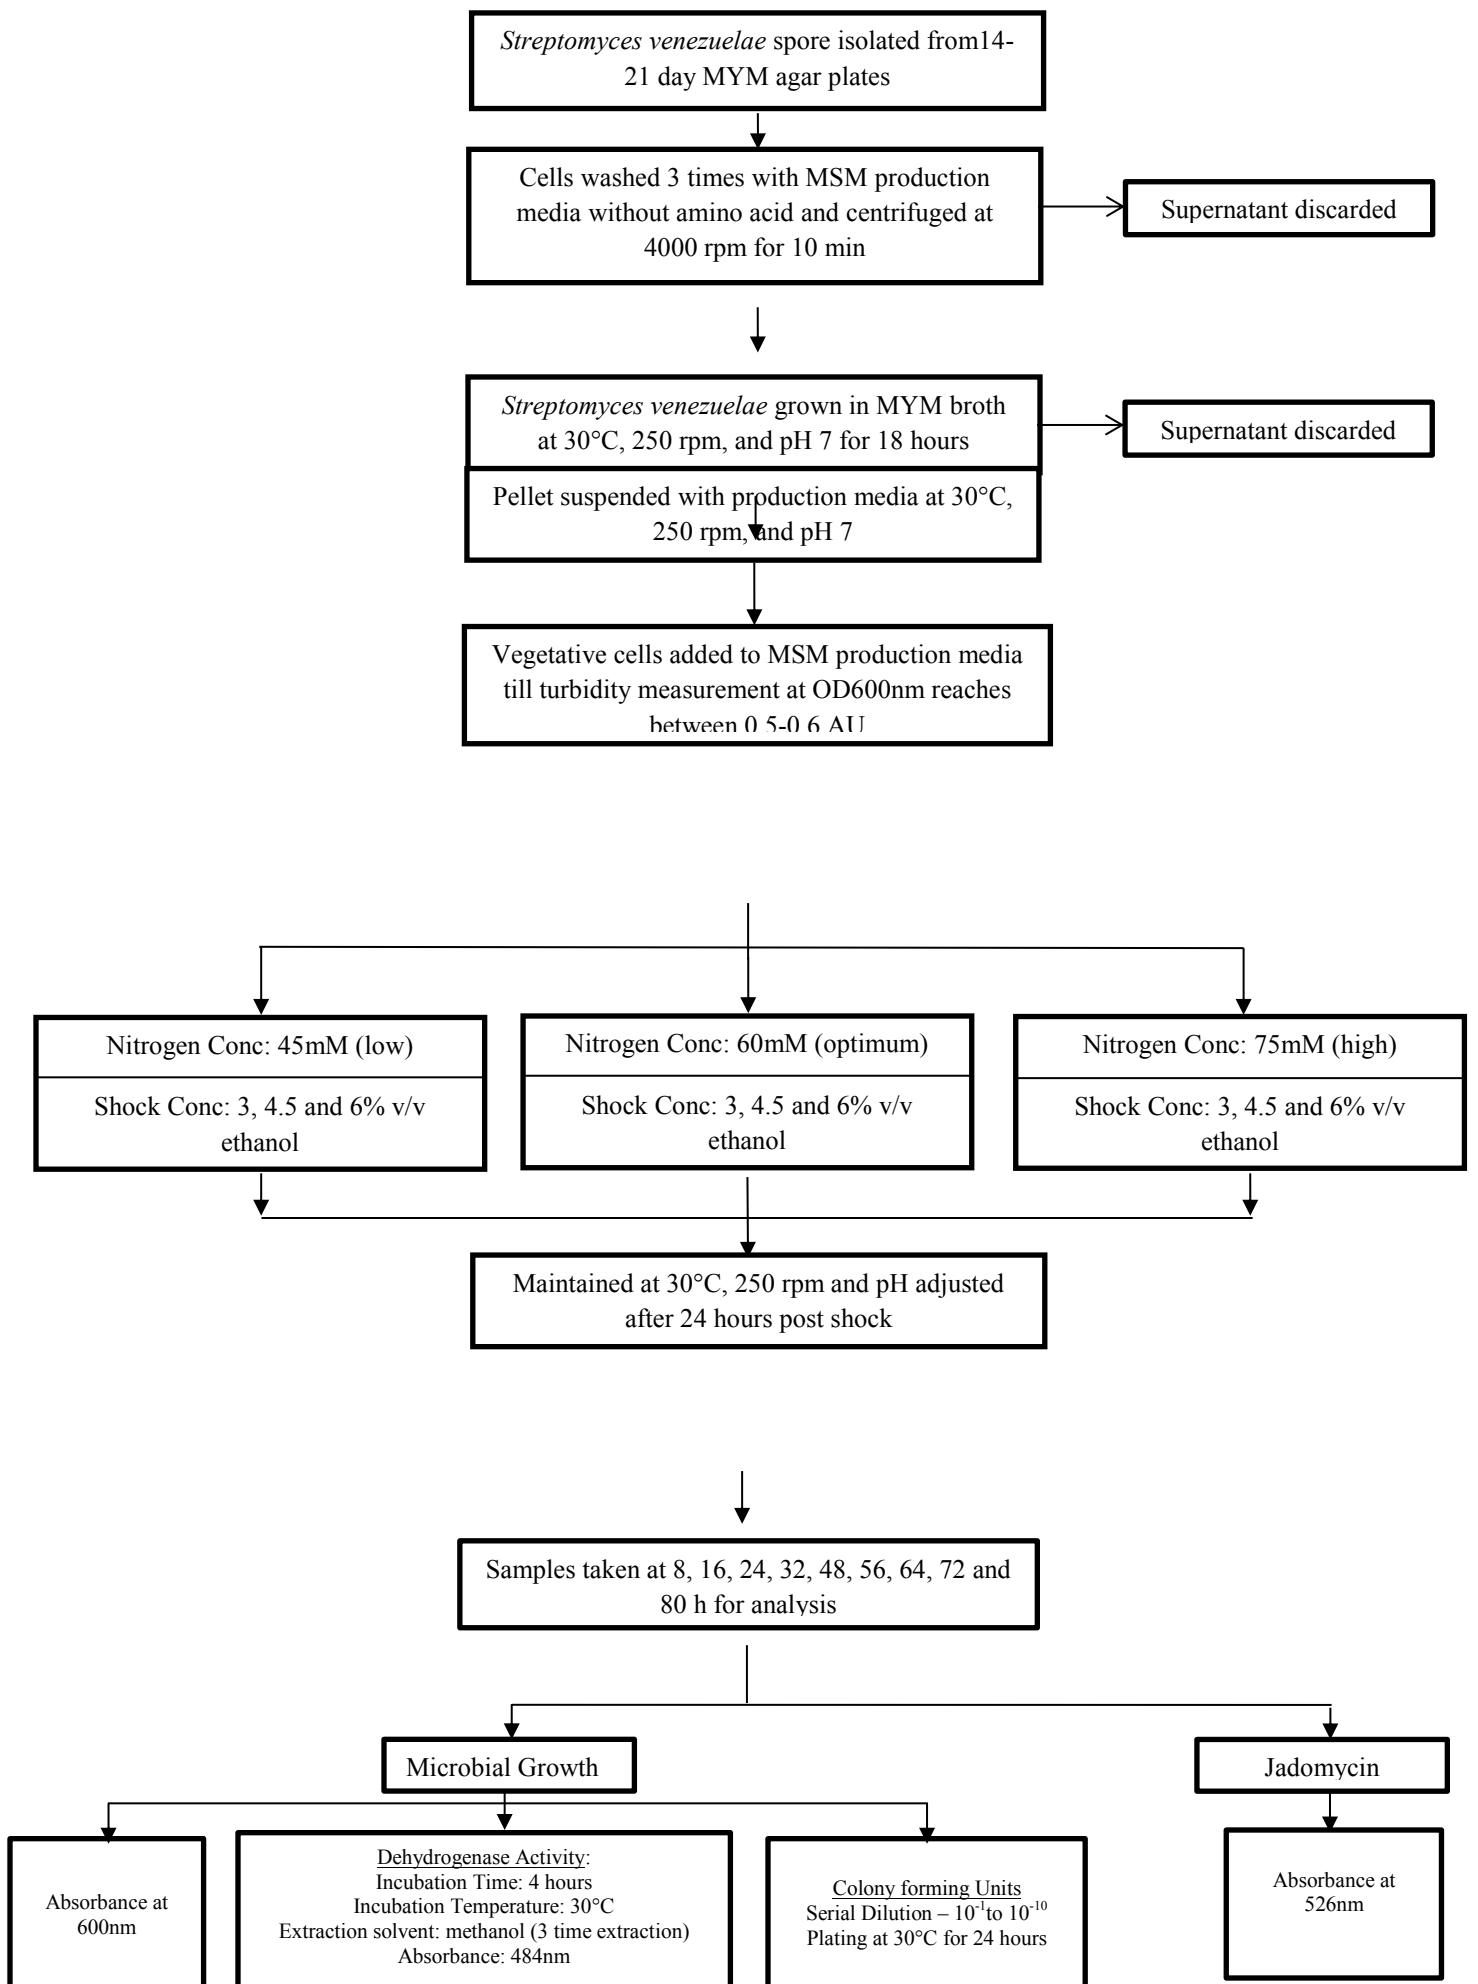 Streptomyces venezuelae spore isolated from14-
21 day MYM agar plates
Cells washed 3 times with MSM production
media without amino acid and centrifuged at
4000 rpm for 10 min
Supernatant discarded
Streptomyces venezuelae grown in MYM broth
at 30°C, 250 rpm, and pH 7 for 18 hours
Supernatant discarded
Pellet suspended with production media at 30°C,
250 rpm, and pH 7
Vegetative cells added to MSM production media
till turbidity measurement at OD600nm reaches
between 0.5-0.6 AU
Nitrogen Conc: 45mM (low)
Shock Conc: 3, 4.5 and 6% v/v
ethanol
Nitrogen Conc: 60mM (optimum)
Shock Conc: 3, 4.5 and 6% v/v
ethanol
Nitrogen Conc: 75mM (high)
Shock Conc: 3, 4.5 and 6% v/v
ethanol
Maintained at 30°C, 250 rpm and pH adjusted
after 24 hours post shock
Samples taken at 8, 16, 24, 32, 48, 56, 64, 72 and
80 h for analysis
Microbial Growth
Jadomycin
Absorbance at
600nm
Dehydrogenase Activity:
Incubation Time: 4 hours
Incubation Temperature: 30°C
Extraction solvent: methanol (3 time extraction)
Absorbance: 484nm
Colony forming Units
Serial Dilution – 10⁻¹to 10⁻¹⁰
Plating at 30°C for 24 hours
Absorbance at
526nm